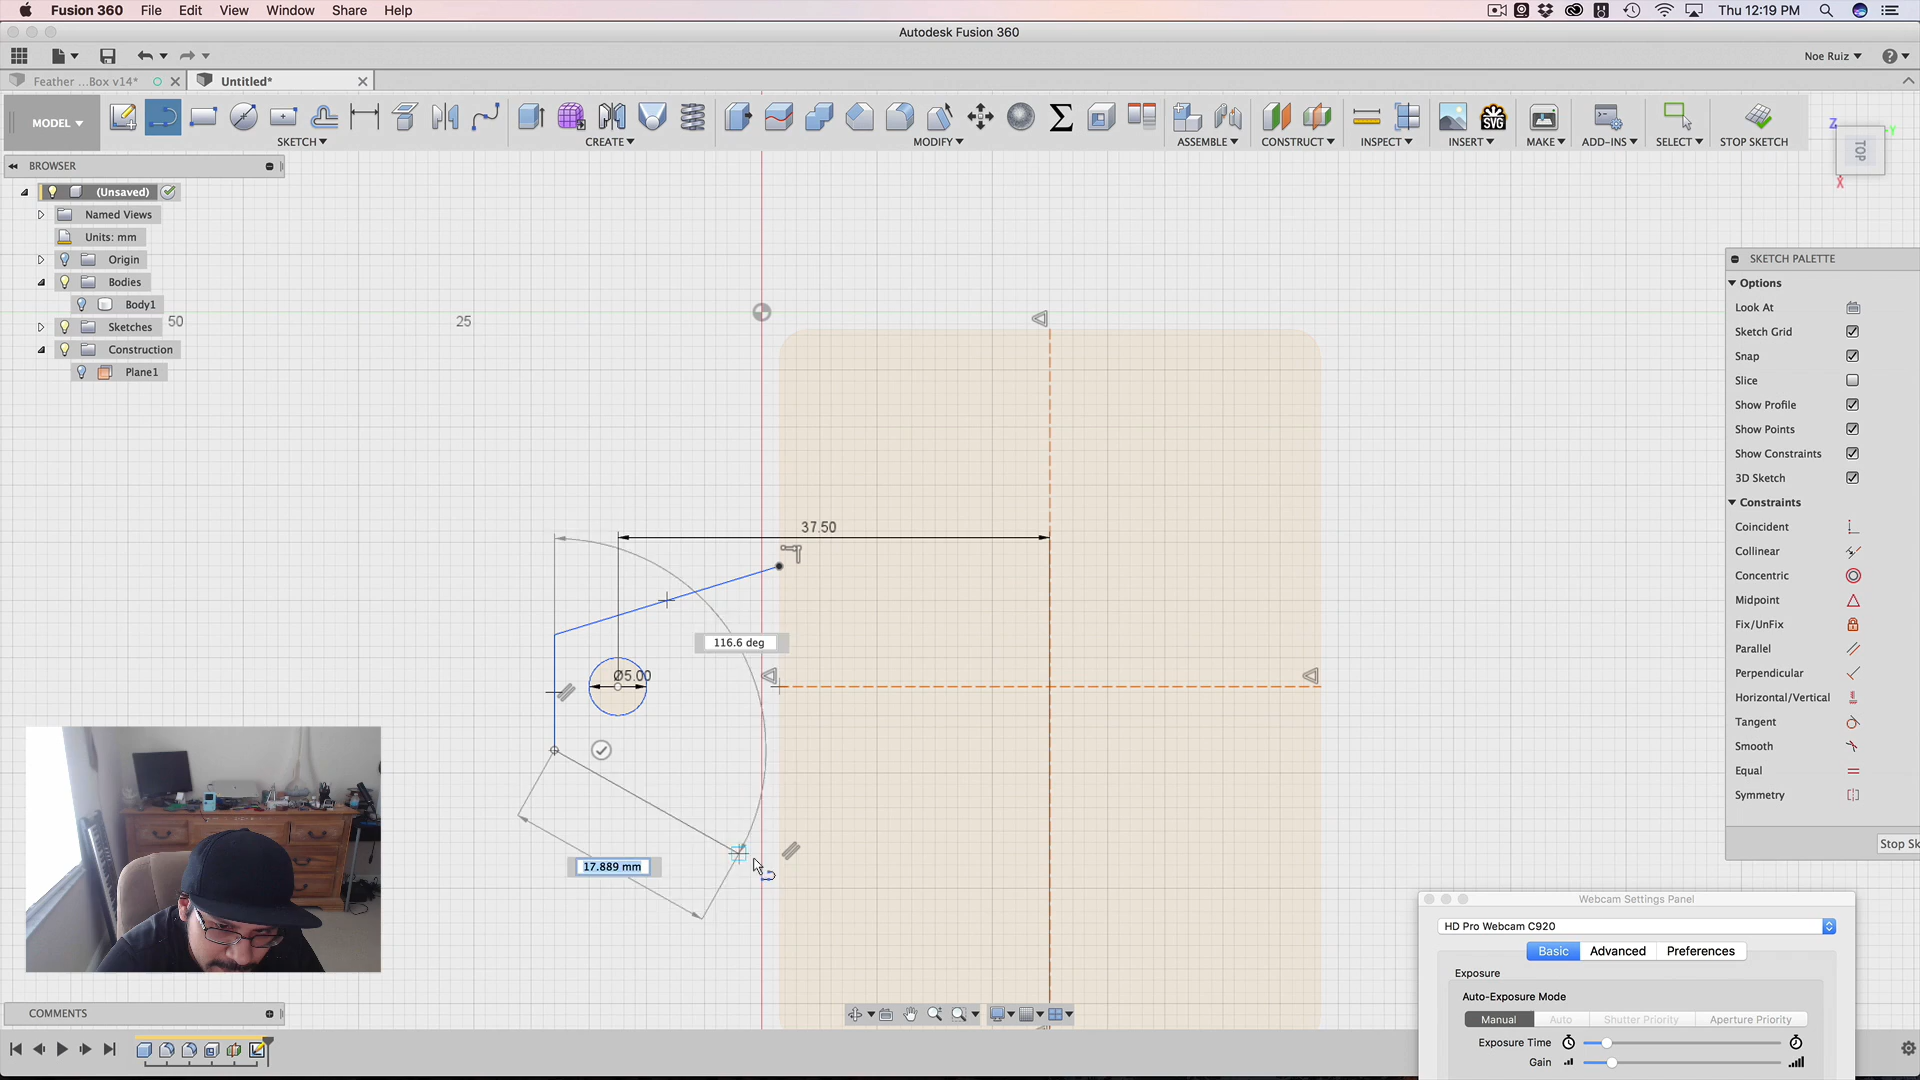 Fusion 360 File Edit View Window Share Help Thu 12:19 PM
Autodesk Fusion 360
Noe Ruiz
Feather ...Box v14* Untitled*
MODEL
SKETCH CREATE MODIFY ASSEMBLE CONSTRUCT INSPECT INSERT MAKE ADD-INS SELECT STOP SKETCH
SVG
Z
Y
TOP
X
BROWSER
(Unsaved)
Named Views
Units: mm
Origin
Bodies
Body1
Sketches
Construction
Plane1
50
25
37.50
116.6 deg
Ø5.00
17.889 mm
SKETCH PALETTE
Options
Look At
Sketch Grid
Snap
Slice
Show Profile
Show Points
Show Constraints
3D Sketch
Constraints
Coincident
Collinear
Concentric
Midpoint
Fix/UnFix
Parallel
Perpendicular
Horizontal/Vertical
Tangent
Smooth
Equal
Symmetry
Stop Sk
Webcam Settings Panel
HD Pro Webcam C920
Basic Advanced Preferences
Exposure
Auto-Exposure Mode
Manual Auto Shutter Priority Aperture Priority
Exposure Time
Gain
COMMENTS